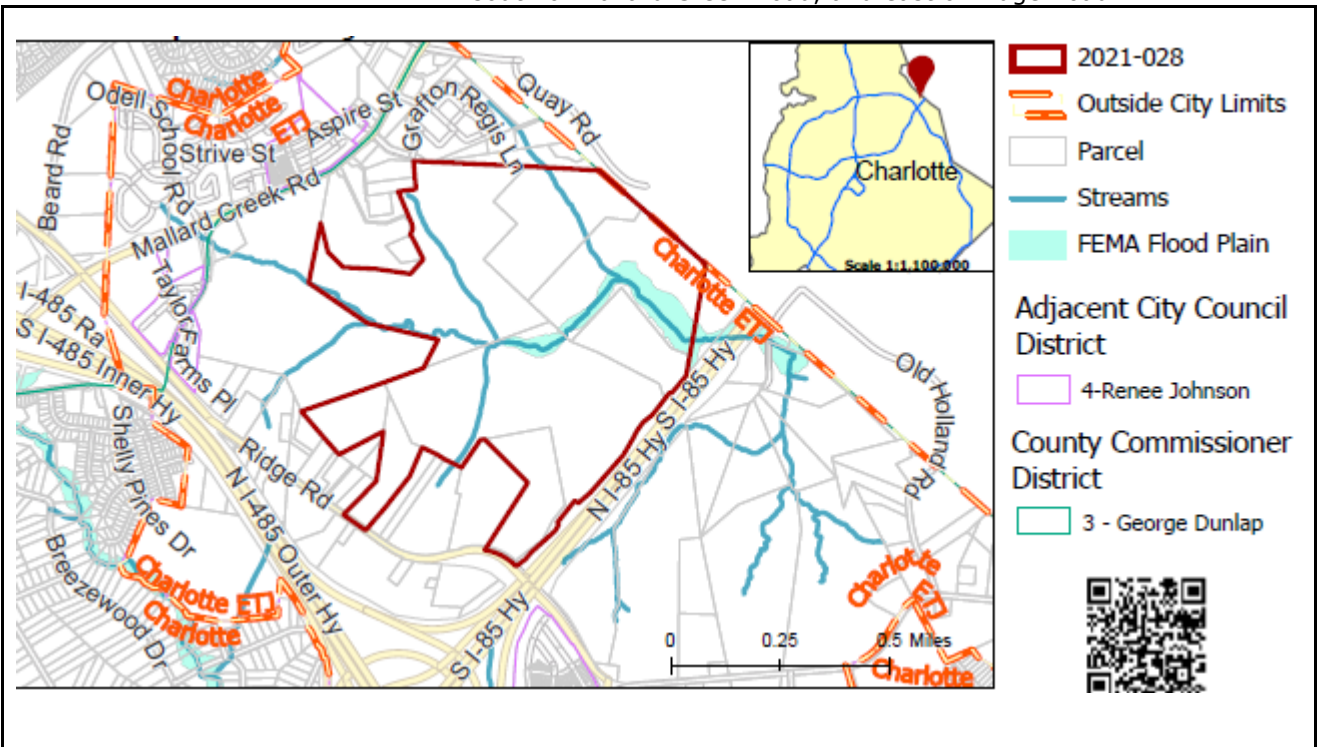 Quay Rd
Charlotte
Charlotte
ETJ
Odell School Rd
Aspire St
Grafton
Regis Ln
Beard Rd
Strive St
Mallard Creek Rd
Charlotte
Scale 1:1,100,000
Taylor Farms Pl
I-485 Ra
S I-485 Inner Hy
Charlotte ETJ
S I-85 Hy
N I-85 Hy
Old Holland Rd
Shelly Pines Dr
Ridge Rd
N I-485 Outer Hy
Breezewood Dr
Charlotte ETJ
Charlotte
S I-85 Hy
Charlotte
ETJ
Charlotte
0 0.25 0.5 Miles
2021-028
Outside City Limits
Parcel
Streams
FEMA Flood Plain
Adjacent City Council
District
4-Renee Johnson
County Commissioner
District
3 - George Dunlap